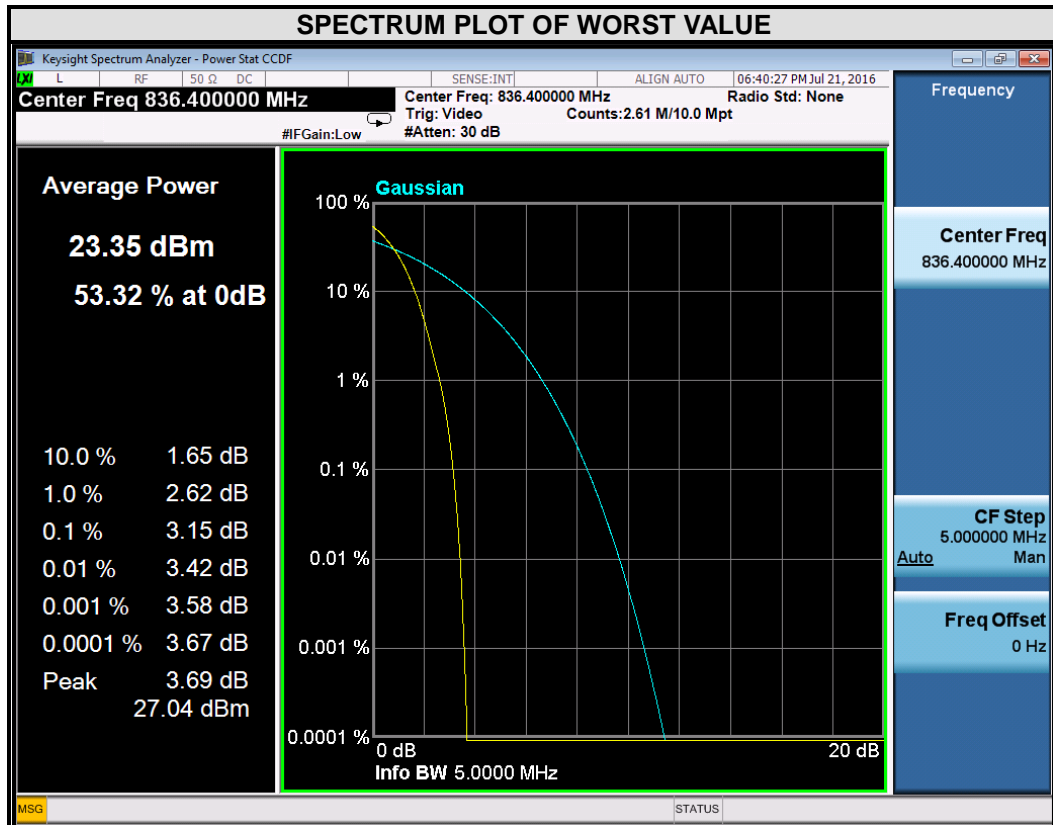 SPECTRUM PLOT OF WORST VALUE
Keysight Spectrum Analyzer - Power Stat CCDF
LXI L RF 50 Ω DC SENSE:INT ALIGN AUTO 06:40:27 PM Jul 21, 2016
Center Freq 836.400000 MHz
Center Freq: 836.400000 MHz Radio Std: None
Trig: Video Counts:2.61 M/10.0 Mpt
#IFGain:Low #Atten: 30 dB
Frequency
Average Power
23.35 dBm
53.32 % at 0dB
10.0 % 1.65 dB
1.0 % 2.62 dB
0.1 % 3.15 dB
0.01 % 3.42 dB
0.001 % 3.58 dB
0.0001 % 3.67 dB
Peak 3.69 dB
27.04 dBm
Gaussian
100 %
10 %
1 %
0.1 %
0.01 %
0.001 %
0.0001 %
0 dB 20 dB
Info BW 5.0000 MHz
Center Freq
836.400000 MHz
CF Step
5.000000 MHz
Auto Man
Freq Offset
0 Hz
MSG STATUS